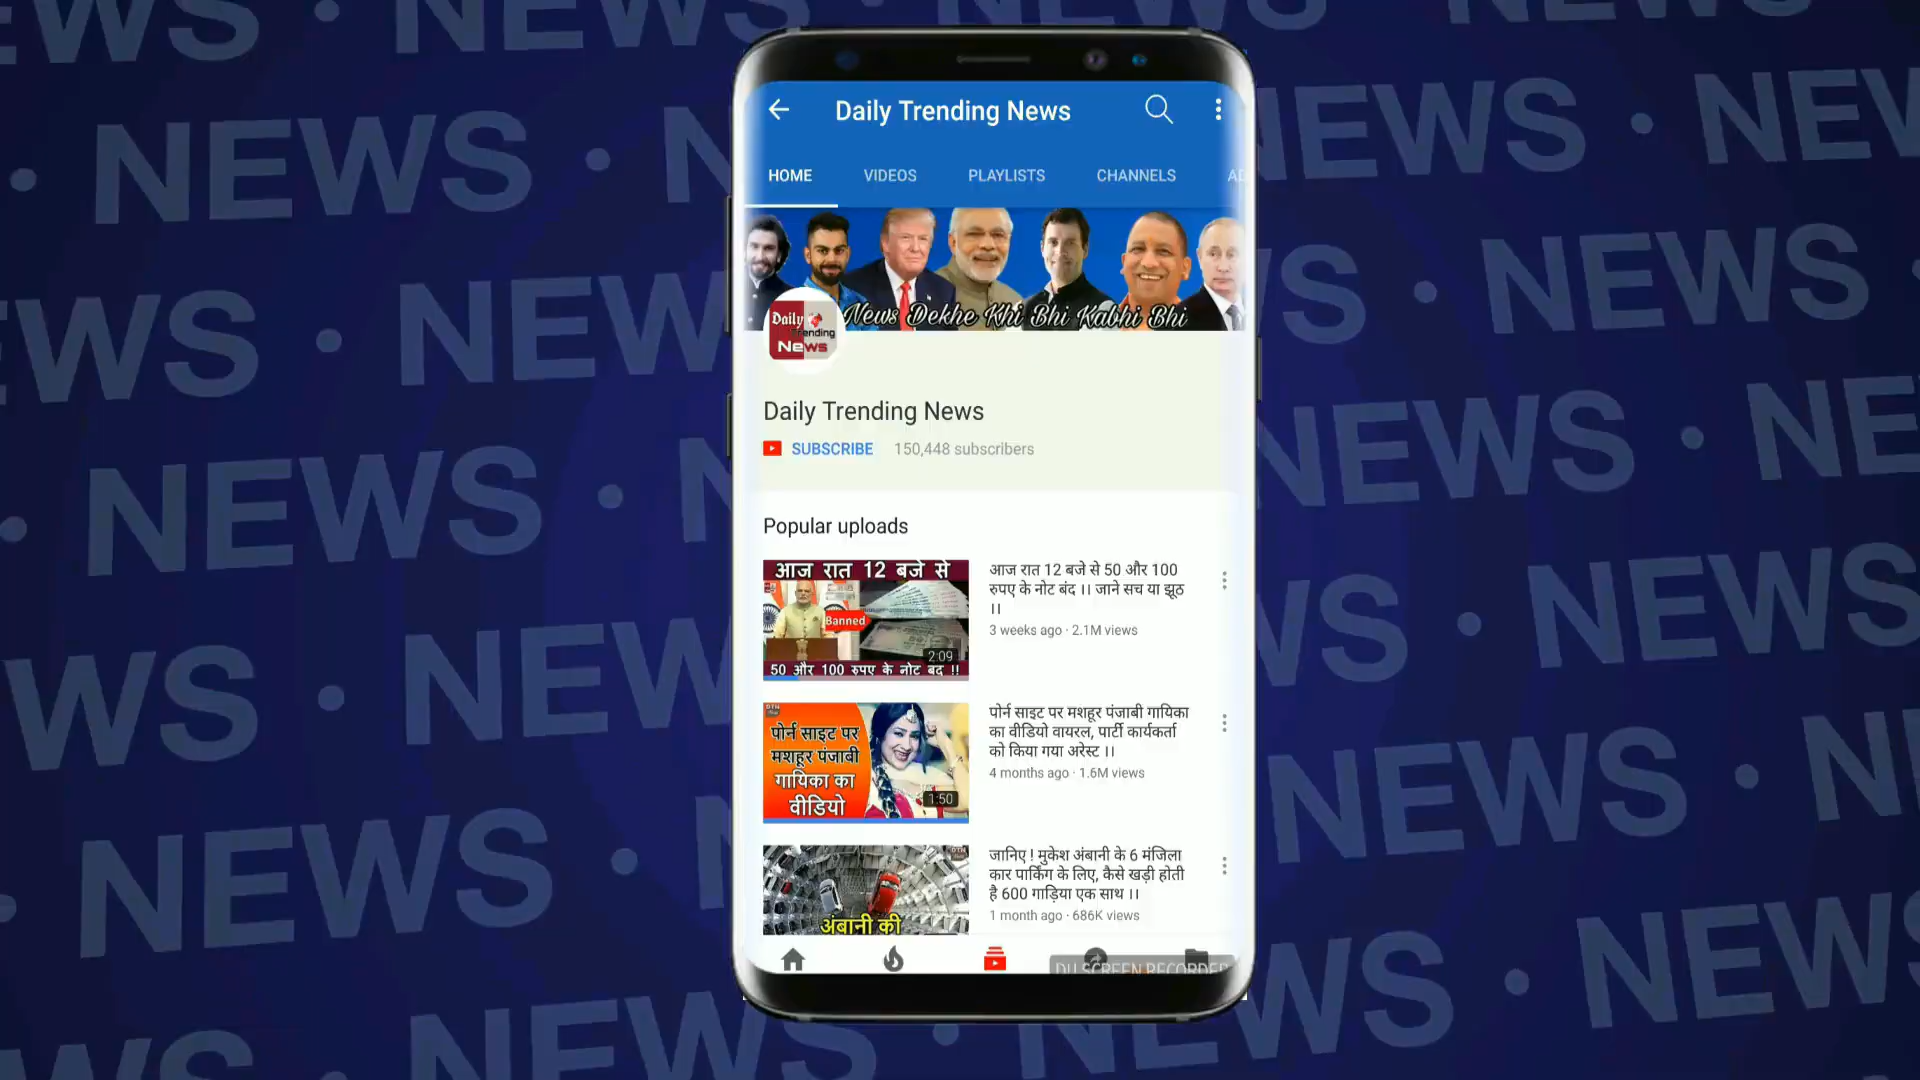 Daily Trending News
HOME VIDEOS PLAYLISTS CHANNELS
News Dekhe Khi Bhi Kabhi Bhi
Daily
Trending
News
Daily Trending News
SUBSCRIBE 150,448 subscribers
Popular uploads
आज रात 12 बजे से
Banned
2:09
50 और 100 रुपए के नोट बंद !!
आज रात 12 बजे से 50 और 100
रुपए के नोट बंद ।। जाने सच या झूठ
।।
3 weeks ago · 2.1M views
DTN
पोर्न साइट पर
मशहूर पंजाबी
गायिका का
वीडियो
1:50
पोर्न साइट पर मशहूर पंजाबी गायिका
का वीडियो वायरल, पार्टी कार्यकर्ता
को किया गया अरेस्ट ।।
4 months ago · 1.6M views
DTN
अंबानी की
जानिए ! मुकेश अंबानी के 6 मंजिला
कार पार्किंग के लिए, कैसे खड़ी होती
है 600 गाड़िया एक साथ ।।
1 month ago · 686K views
DU SCREEN RECORDER
NEWS • NEWS • NEWS